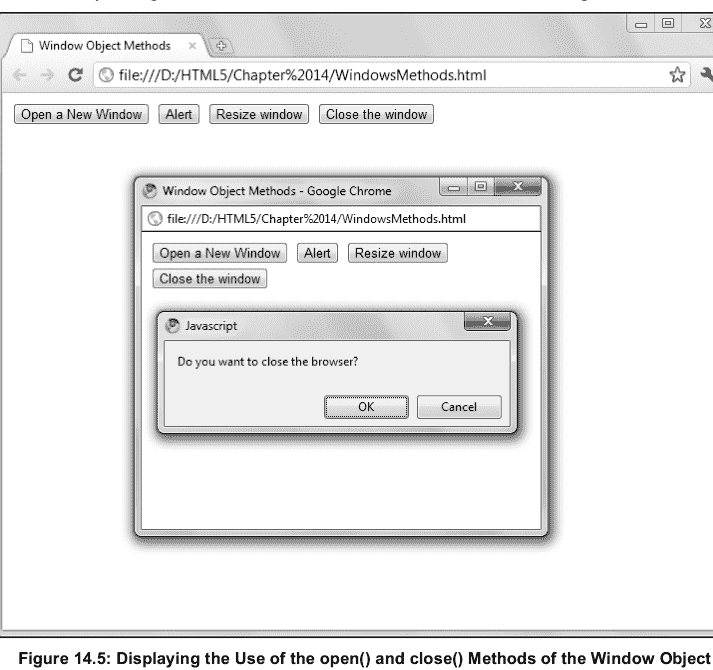 Window Object Methods
file:///D:/HTML5/Chapter%2014/WindowsMethods.html
Open a New Window Alert Resize window Close the window
Window Object Methods - Google Chrome
file:///D:/HTML5/Chapter%2014/WindowsMethods.html
Open a New Window Alert Resize window
Close the window
Javascript
Do you want to close the browser?
OK Cancel
Figure 14.5: Displaying the Use of the open() and close() Methods of the Window Object